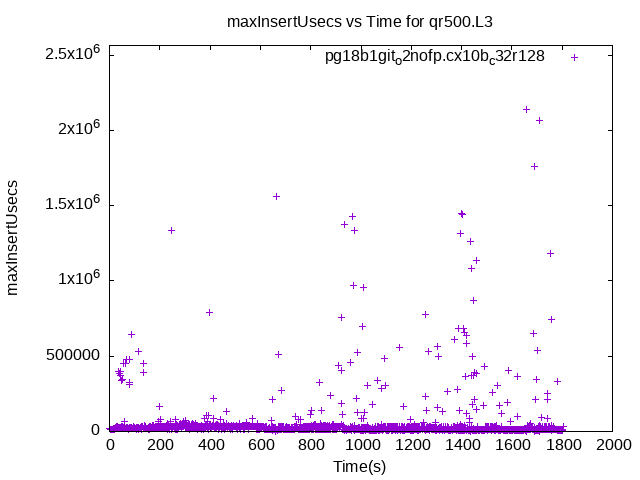 maxInsertUsecs vs Time for qr500.L3
pg18b1git_o2nofp.cx10b_c32r128
maxInsertUsecs
2.5x10^6
2x10^6
1.5x10^6
1x10^6
500000
0
0 200 400 600 800 1000 1200 1400 1600 1800 2000
Time(s)